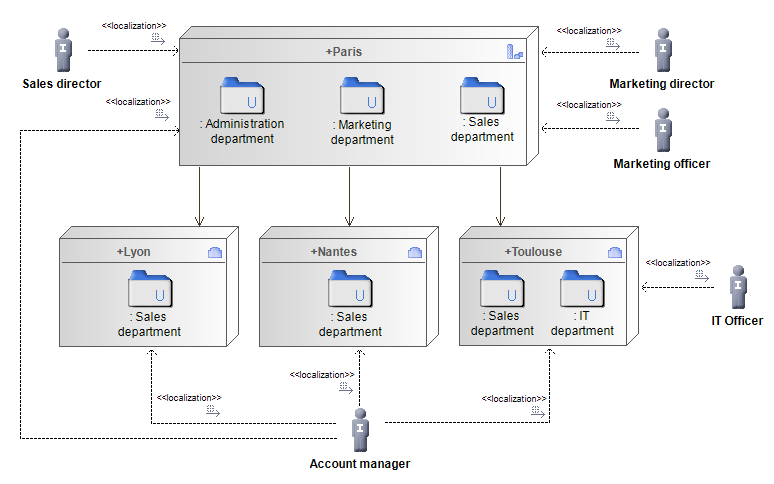 <<localization>>
<<localization>>
+Paris
Sales director
Marketing director
<<localization>>
<<localization>>
: Administration
department
: Marketing
department
: Sales
department
Marketing officer
+Lyon
+Nantes
+Toulouse
<<localization>>
: Sales
department
: Sales
department
: Sales
department
: IT
department
IT Officer
<<localization>>
<<localization>>
<<localization>>
Account manager